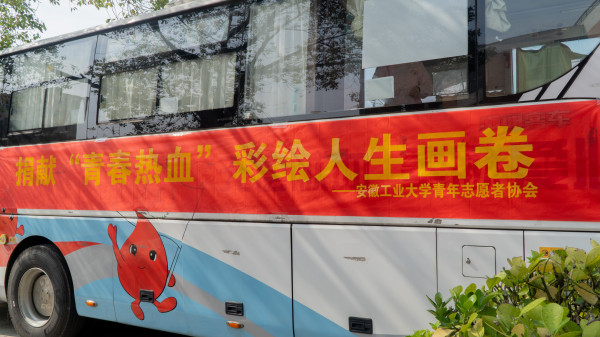 捐献“青春热血”彩绘人生画卷
——安徽工业大学青年志愿者协会